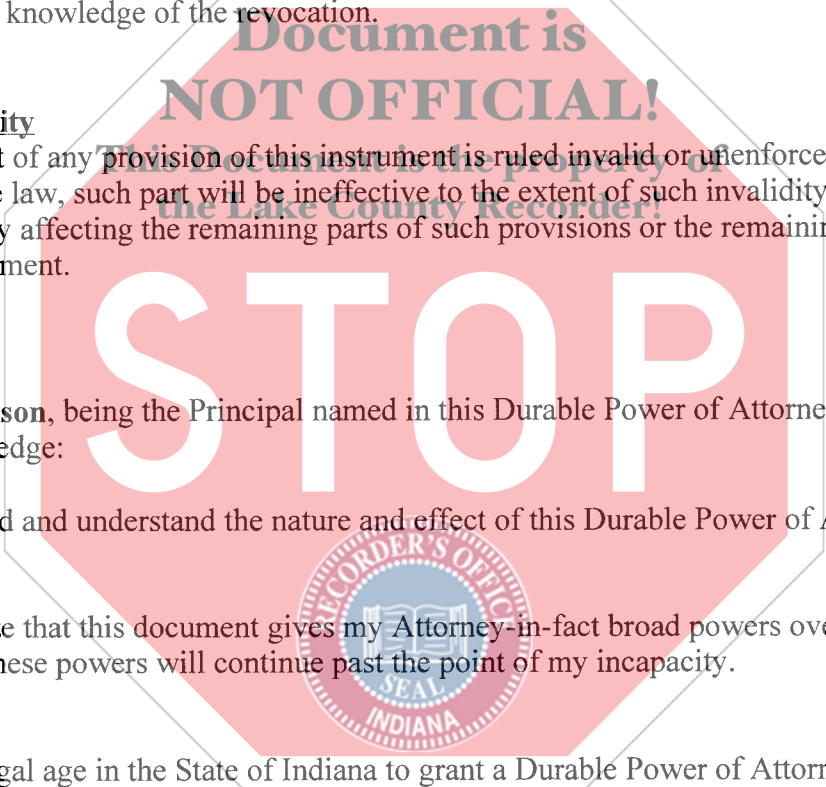 knowledge of the revocation.
Document is
NOT OFFICIAL!
ity
t of any provision of this instrument is ruled invalid or unenforce
This Document is the property of
e law, such part will be ineffective to the extent of such invalidity
the Lake County Recorder!
y affecting the remaining parts of such provisions or the remainin
ment.
STOP
son, being the Principal named in this Durable Power of Attorne
edge:
d and understand the nature and effect of this Durable Power of A
RECORDER'S OFFICE
te that this document gives my Attorney-in-fact broad powers ove
hese powers will continue past the point of my incapacity.
SEAL
INDIANA
gal age in the State of Indiana to grant a Durable Power of Attorn